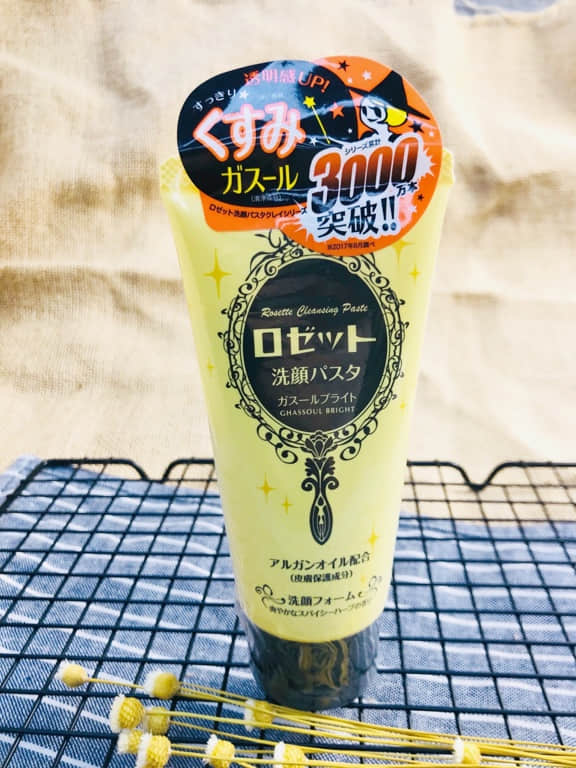 透明感UP!
すっきり
くすみ
ガスール
(清浄成分)
ロゼット洗顔パスタクレイシリーズ
シリーズ累計
3000万本
突破!!
※2017年8月調べ
Rosette Cleansing Paste
ロゼット
洗顔パスタ
ガスールブライト
GHASSOUL BRIGHT
アルガンオイル配合
(皮膚保護成分)
洗顔フォーム
爽やかなスパイシーハーブの香り